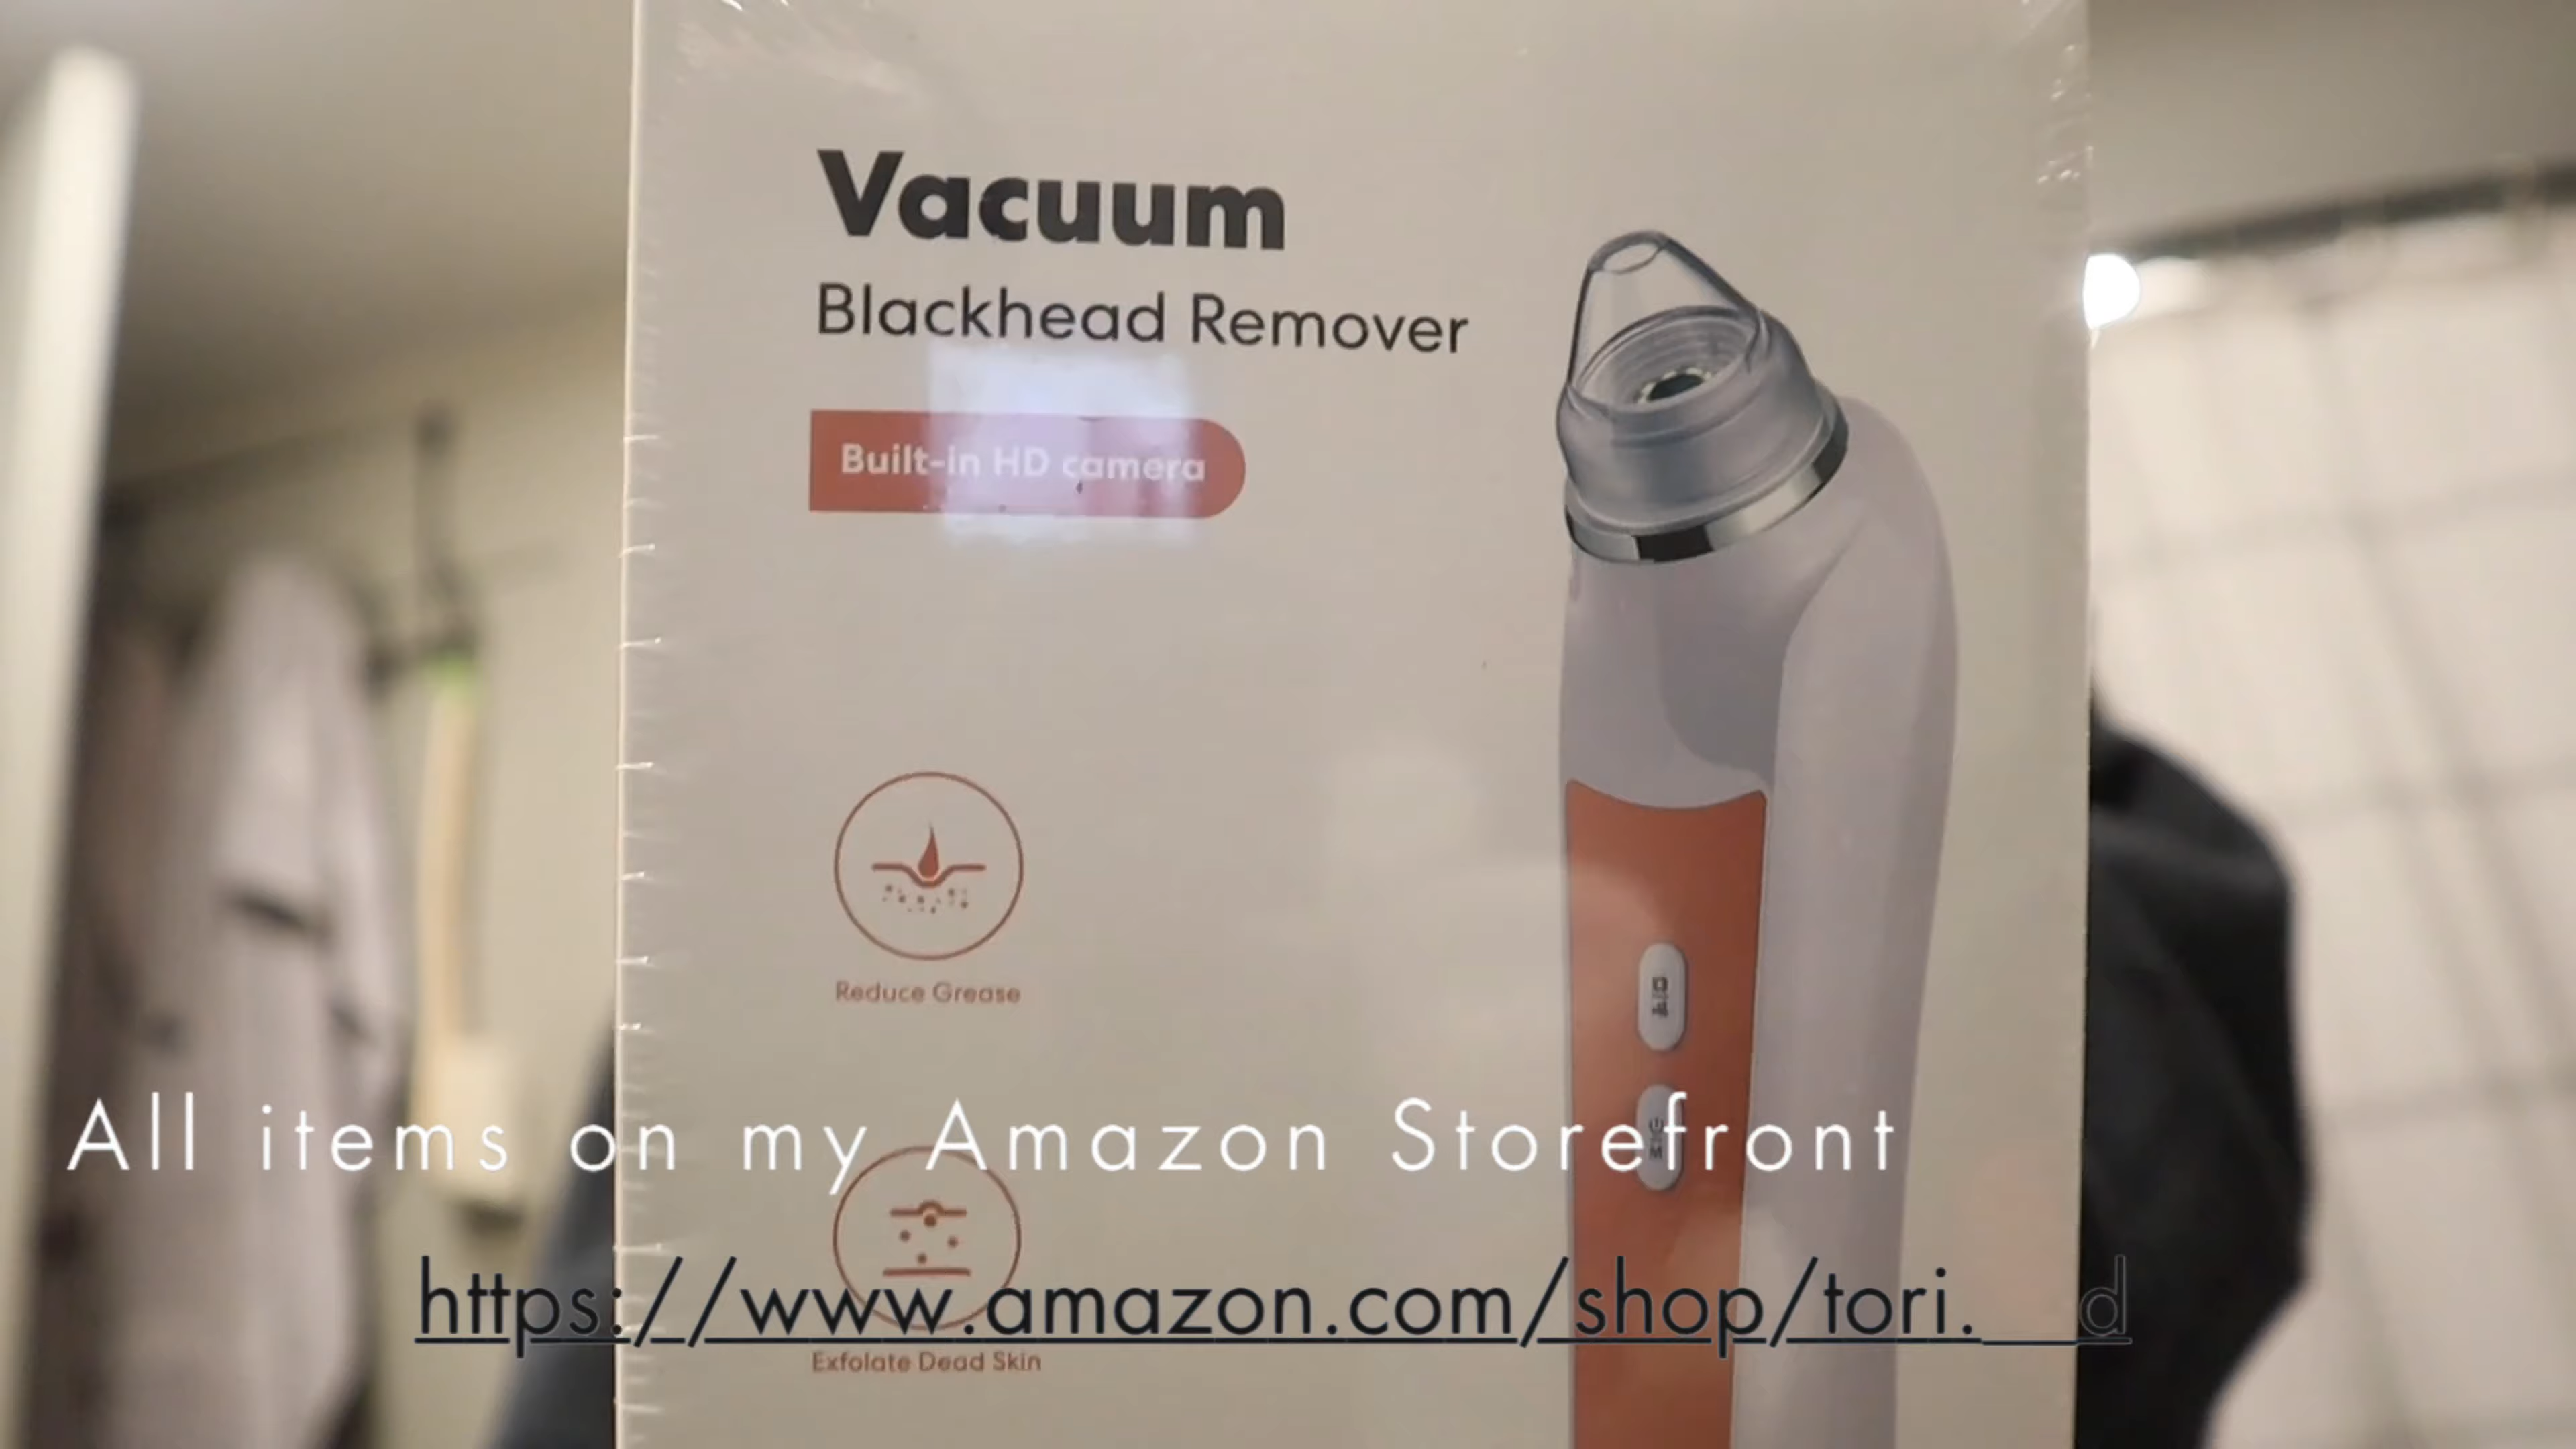 Vacuum
Blackhead Remover
Built-in HD camera
Reduce Grease
All items on my Amazon Storefront
https://www.amazon.com/shop/tori.__d
Exfolate Dead Skin